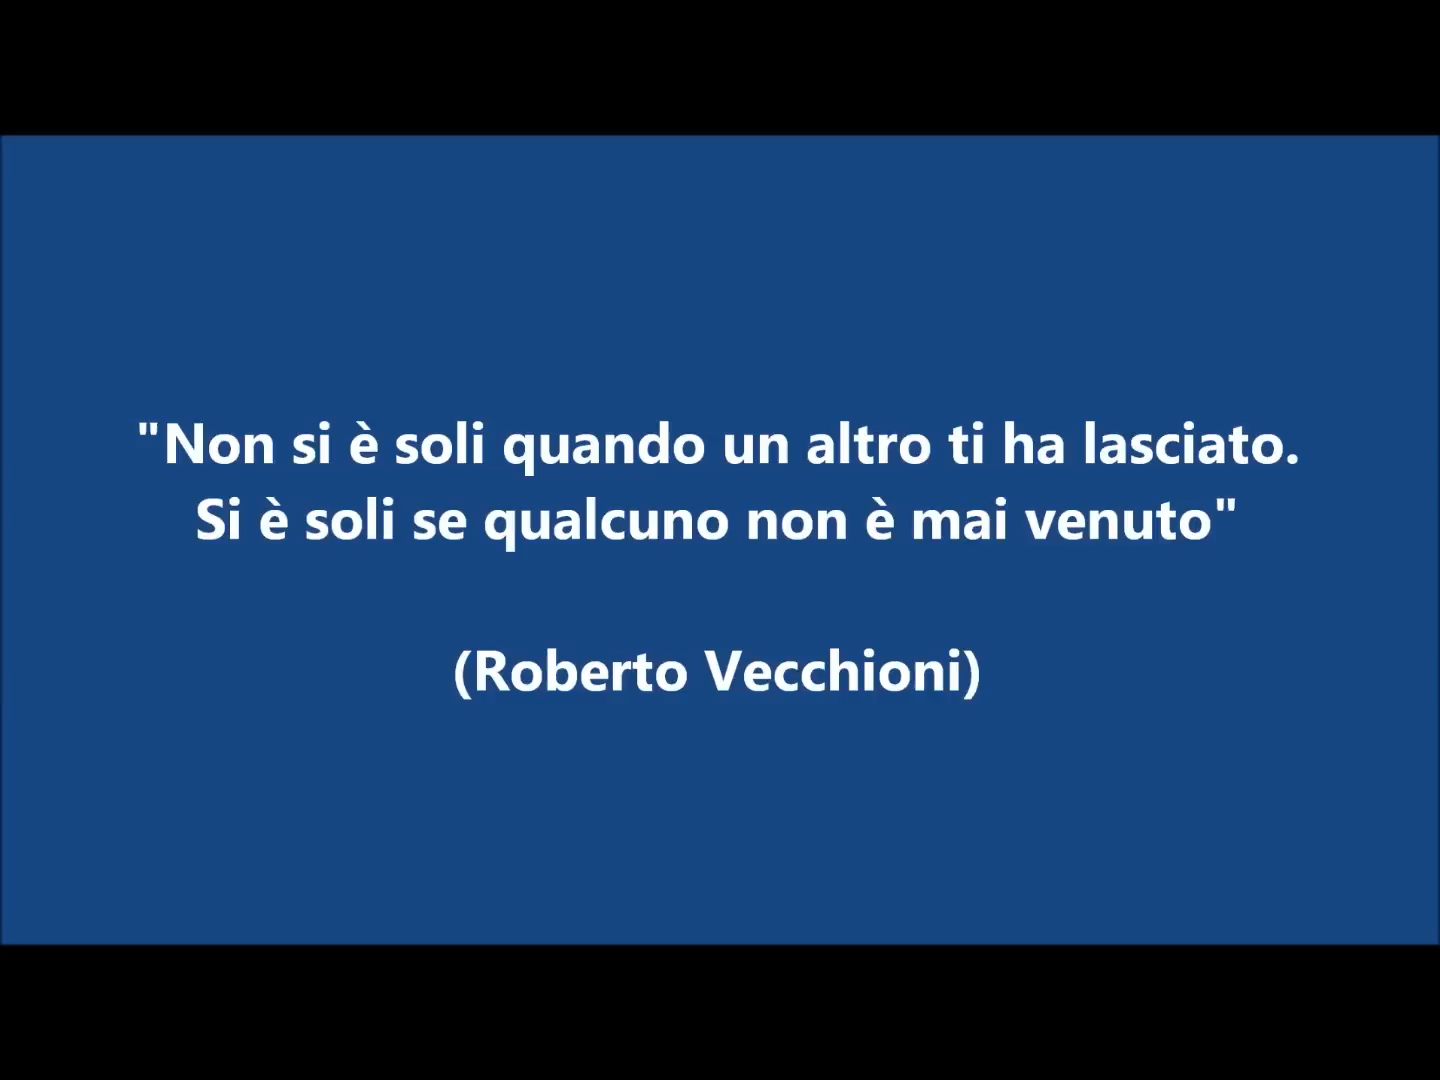 "Non si è soli quando un altro ti ha lasciato.
Si è soli se qualcuno non è mai venuto"
(Roberto Vecchioni)